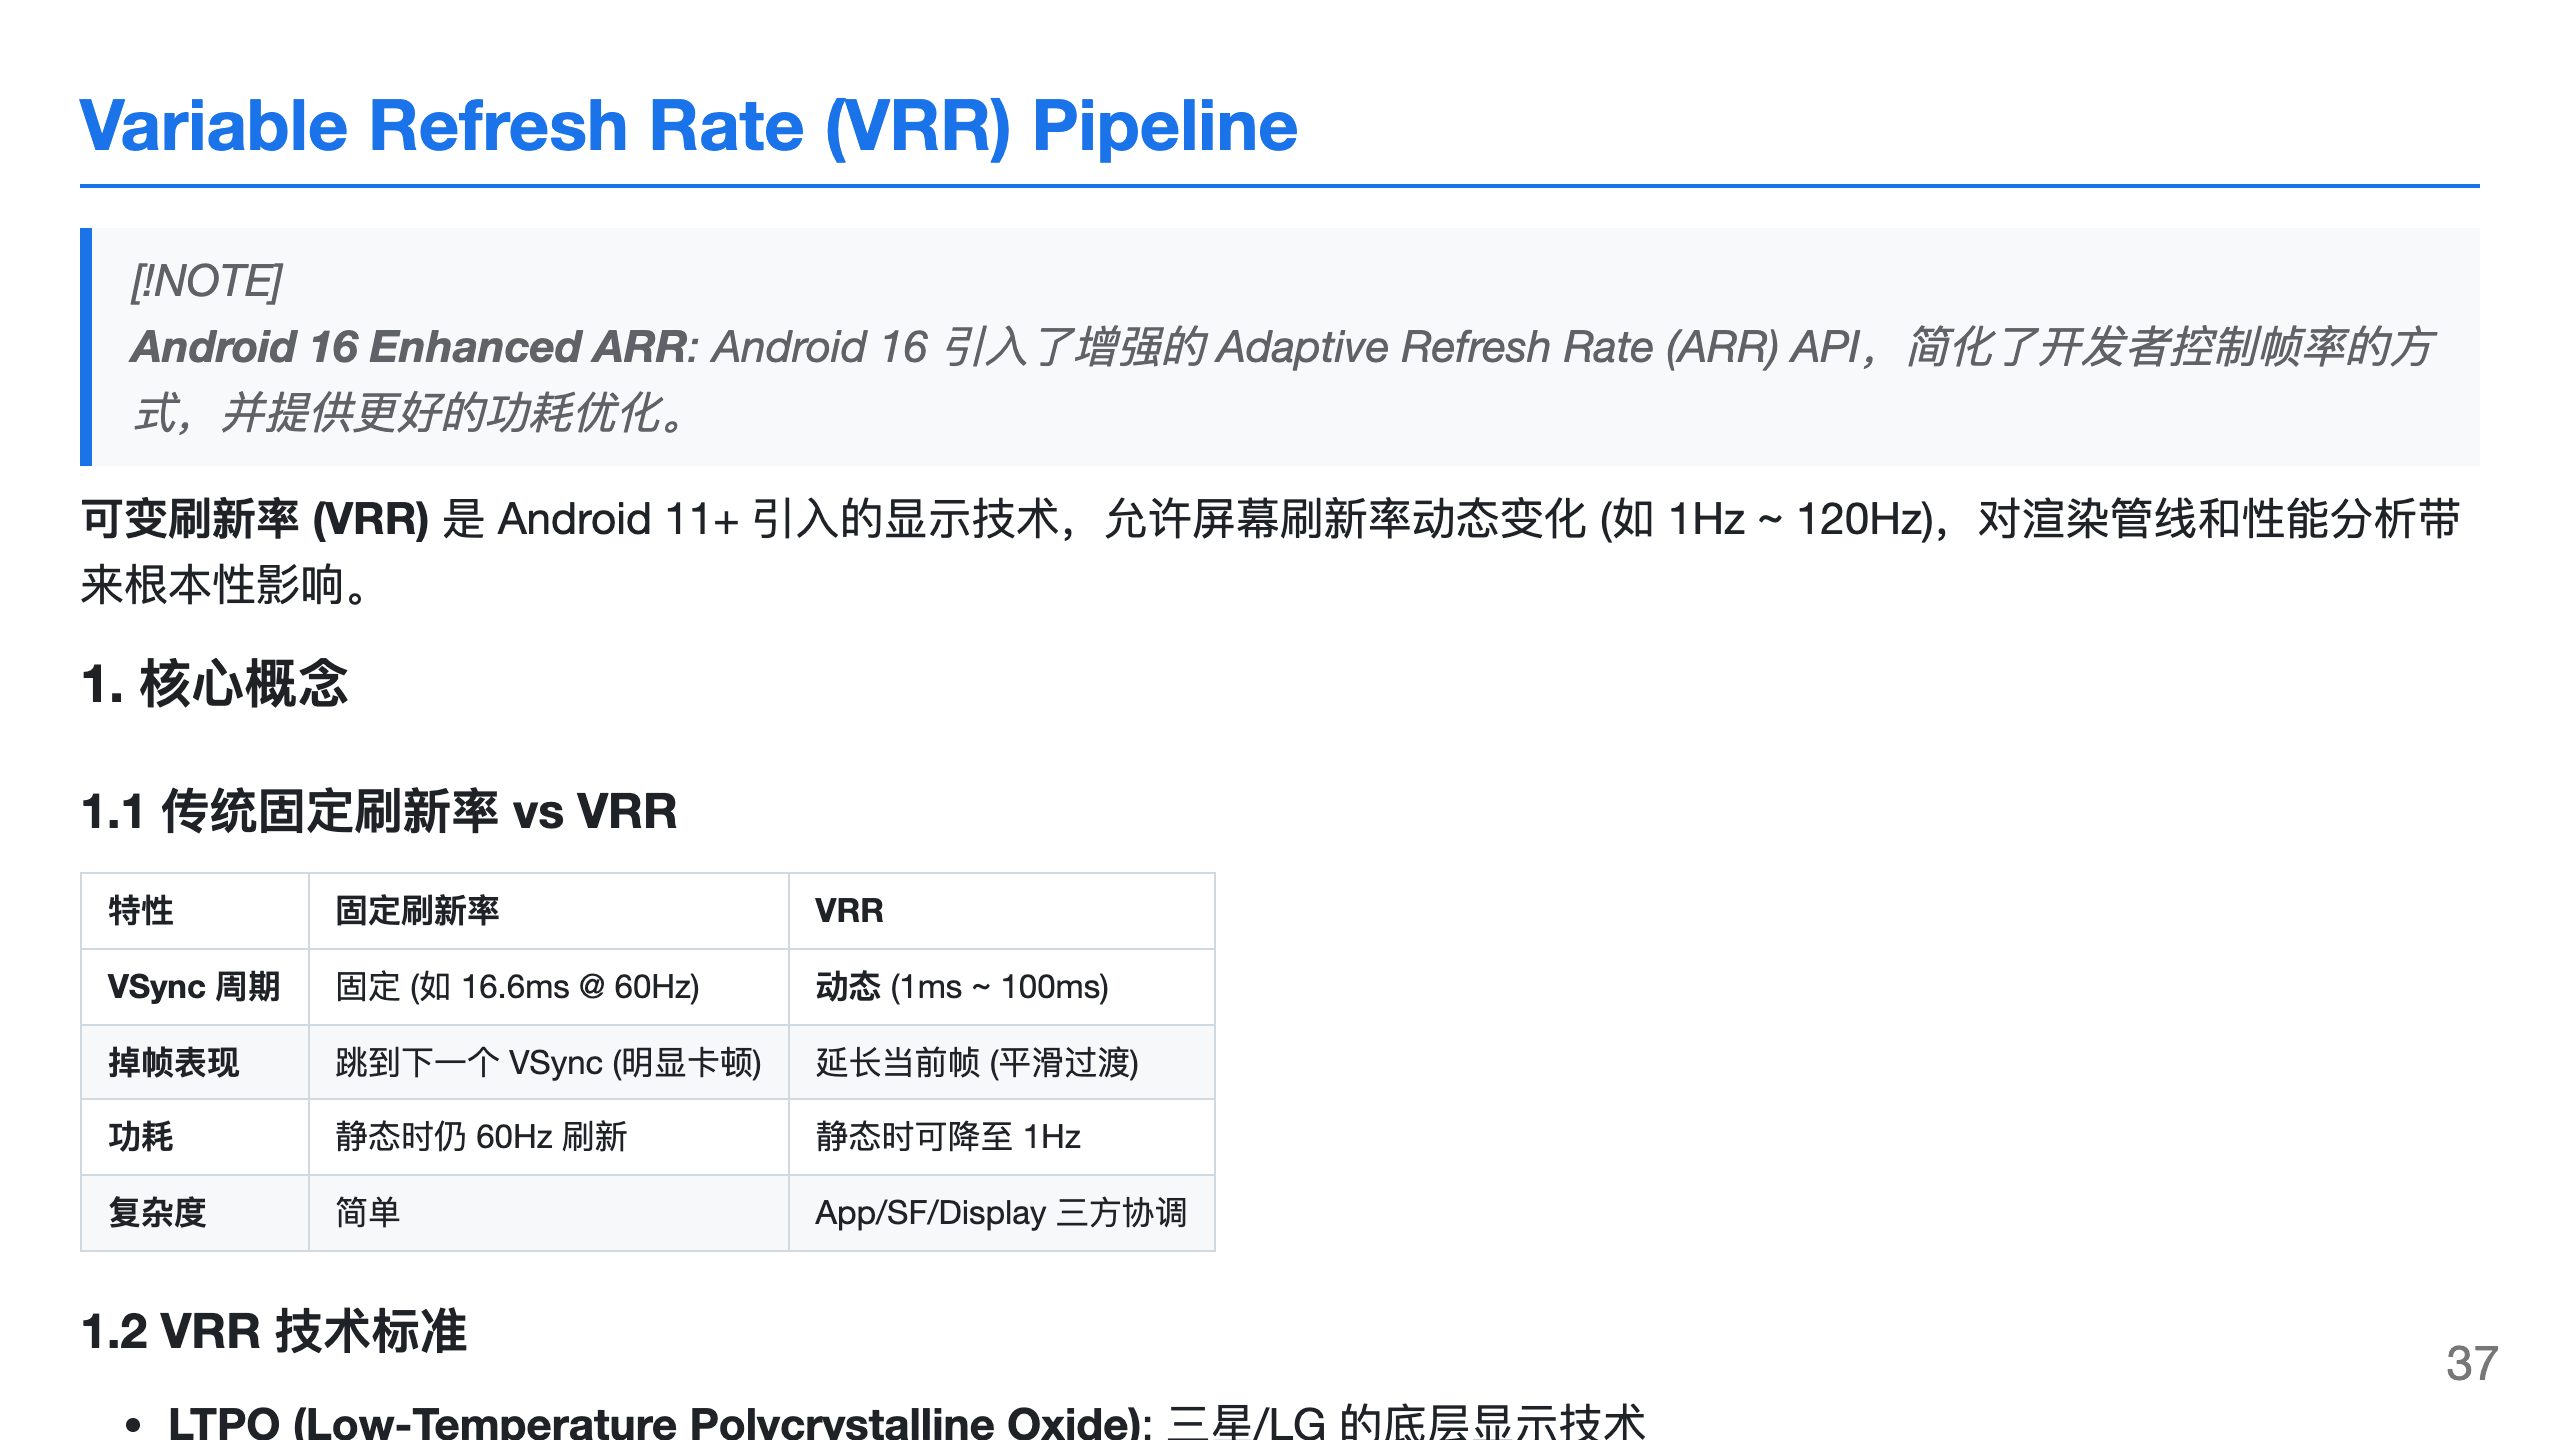 Variable Refresh Rate (VRR) Pipeline
[!NOTE]
Android 16 Enhanced ARR: Android 16 引入了增强的 Adaptive Refresh Rate (ARR) API，简化了开发者控制帧率的方
式，并提供更好的功耗优化。
可变刷新率 (VRR) 是 Android 11+ 引入的显示技术，允许屏幕刷新率动态变化 (如 1Hz ~ 120Hz)，对渲染管线和性能分析带
来根本性影响。
1. 核心概念
1.1 传统固定刷新率 vs VRR
特性 固定刷新率 VRR
VSync 周期 固定 (如 16.6ms @ 60Hz) 动态 (1ms ~ 100ms)
掉帧表现 跳到下一个 VSync (明显卡顿) 延长当前帧 (平滑过渡)
功耗 静态时仍 60Hz 刷新 静态时可降至 1Hz
复杂度 简单 App/SF/Display 三方协调
1.2 VRR 技术标准
• LTPO (Low-Temperature Polycrystalline Oxide): 三星/LG 的底层显示技术
37